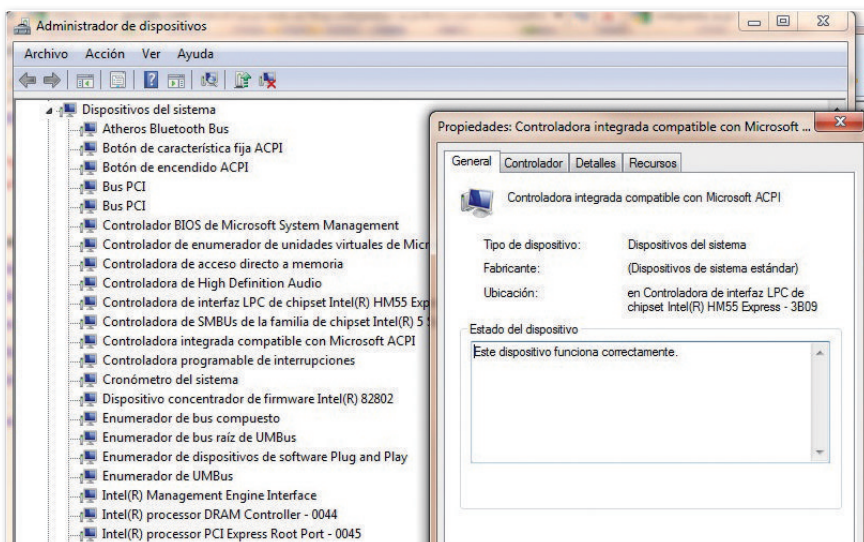 Administrador de dispositivos
Archivo Acción Ver Ayuda
Dispositivos del sistema
Atheros Bluetooth Bus
Botón de característica fija ACPI
Botón de encendido ACPI
Bus PCI
Bus PCI
Controlador BIOS de Microsoft System Management
Controlador de enumerador de unidades virtuales de Micr
Controladora de acceso directo a memoria
Controladora de High Definition Audio
Controladora de interfaz LPC de chipset Intel(R) HM55 Exp
Controladora de SMBUs de la familia de chipset Intel(R) 5
Controladora integrada compatible con Microsoft ACPI
Controladora programable de interrupciones
Cronómetro del sistema
Dispositivo concentrador de firmware Intel(R) 82802
Enumerador de bus compuesto
Enumerador de bus raíz de UMBus
Enumerador de dispositivos de software Plug and Play
Enumerador de UMBus
Intel(R) Management Engine Interface
Intel(R) processor DRAM Controller - 0044
Intel(R) processor PCI Express Root Port - 0045
Propiedades: Controladora integrada compatible con Microsoft ...
General Controlador Detalles Recursos
Controladora integrada compatible con Microsoft ACPI
Tipo de dispositivo: Dispositivos del sistema
Fabricante: (Dispositivos de sistema estándar)
Ubicación: en Controladora de interfaz LPC de
chipset Intel(R) HM55 Express - 3B09
Estado del dispositivo
Este dispositivo funciona correctamente.